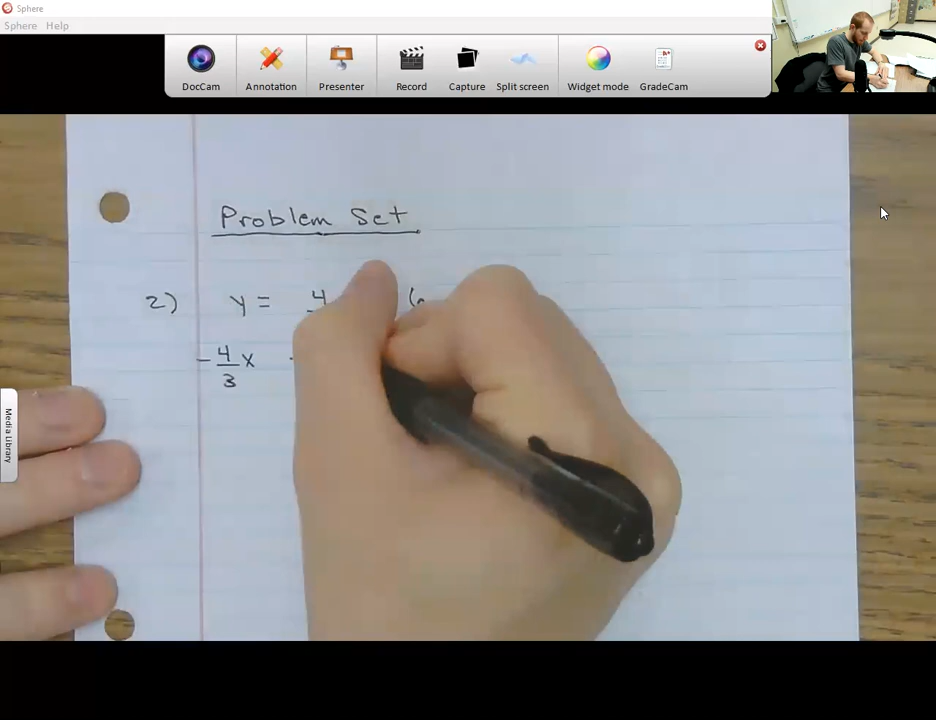 Sphere
Sphere Help
DocCam Annotation Presenter Record Capture Split screen Widget mode GradeCam
Media Library
Problem Set
2) y = 4
-4/3 x